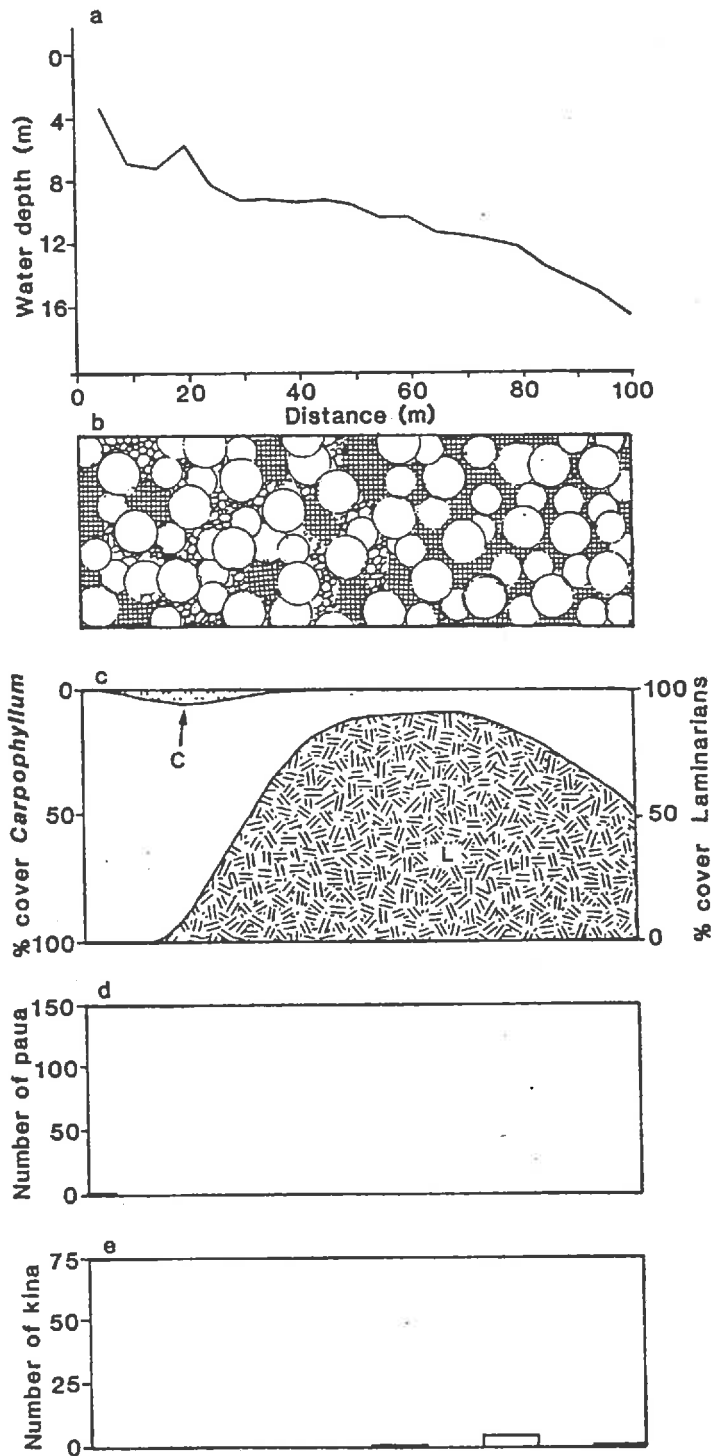 a
0
4
8
12
16
Water depth (m)
0 20 40 60 80 100
Distance (m)
b
c
0
50
100
% cover Carpophyllum
C
L
100
50
0
% cover Laminarians
d
150
100
50
0
Number of paua
e
75
50
25
0
Number of kina